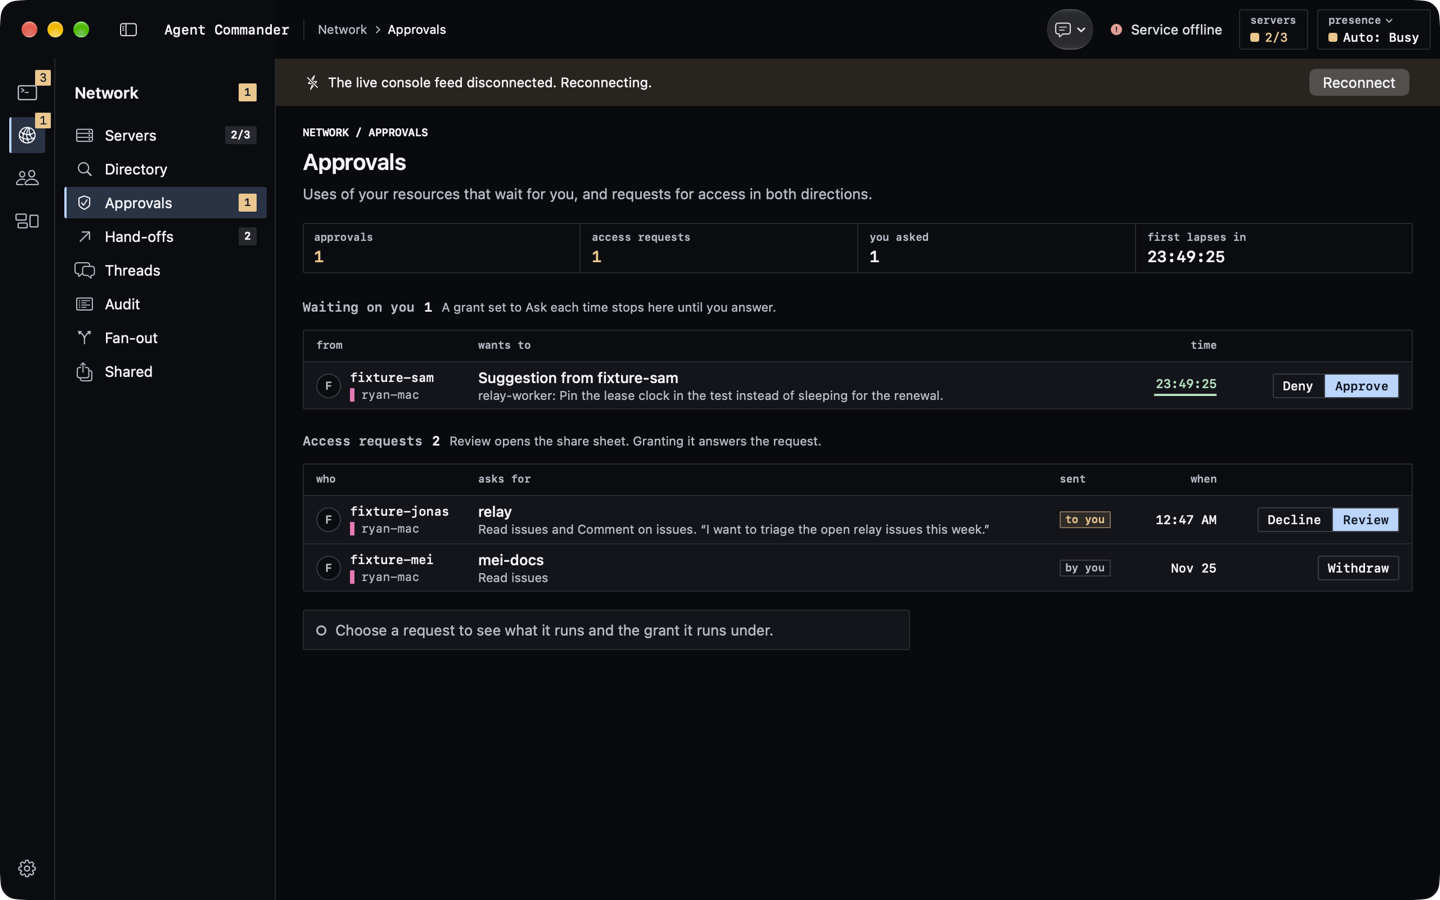 Agent Commander
Network > Approvals
Service offline
servers
2/3
presence
Auto: Busy
3
1
Network 1
Servers 2/3
Directory
Approvals 1
Hand-offs 2
Threads
Audit
Fan-out
Shared
The live console feed disconnected. Reconnecting.
Reconnect
NETWORK / APPROVALS
Approvals
Uses of your resources that wait for you, and requests for access in both directions.
approvals
1
access requests
1
you asked
1
first lapses in
23:49:25
Waiting on you 1 A grant set to Ask each time stops here until you answer.
from wants to time
F
fixture-sam
ryan-mac
Suggestion from fixture-sam
relay-worker: Pin the lease clock in the test instead of sleeping for the renewal.
23:49:25
Deny Approve
Access requests 2 Review opens the share sheet. Granting it answers the request.
who asks for sent when
F
fixture-jonas
ryan-mac
relay
Read issues and Comment on issues. “I want to triage the open relay issues this week.”
to you
12:47 AM
Decline Review
F
fixture-mei
ryan-mac
mei-docs
Read issues
by you
Nov 25
Withdraw
Choose a request to see what it runs and the grant it runs under.